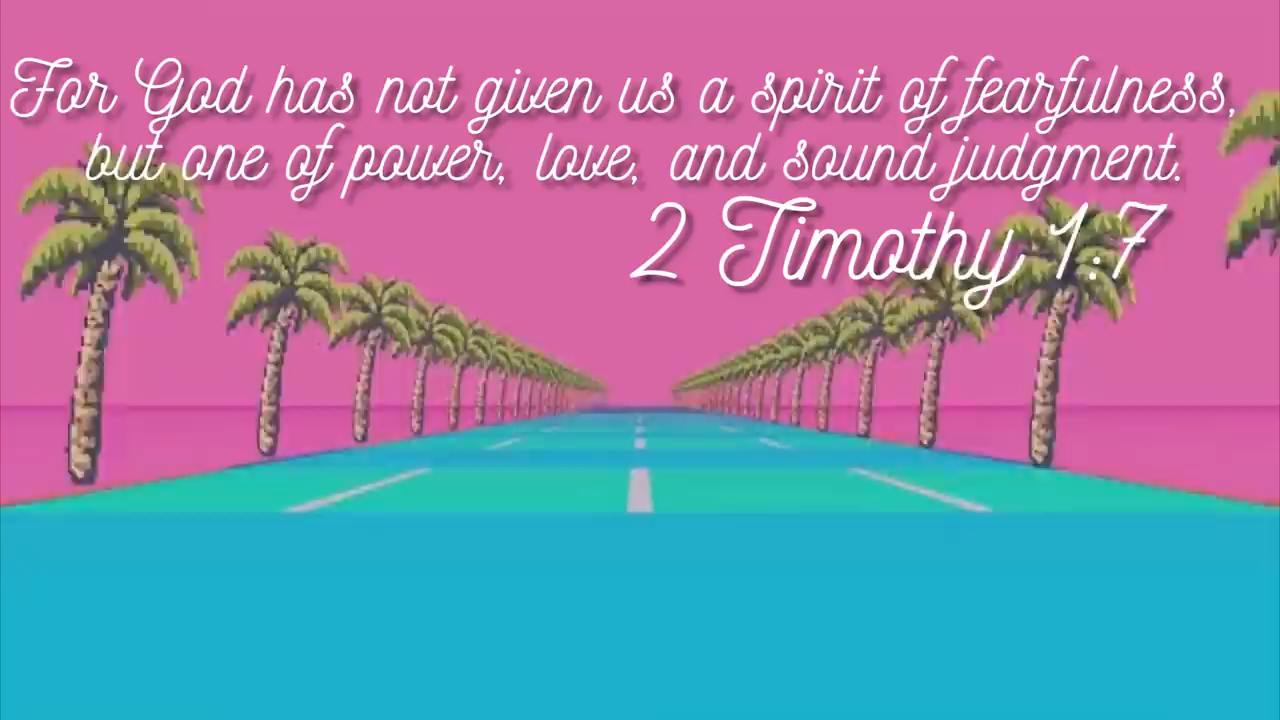 For God has not given us a spirit of fearfulness,
but one of power, love, and sound judgment.
2 Timothy 1:7